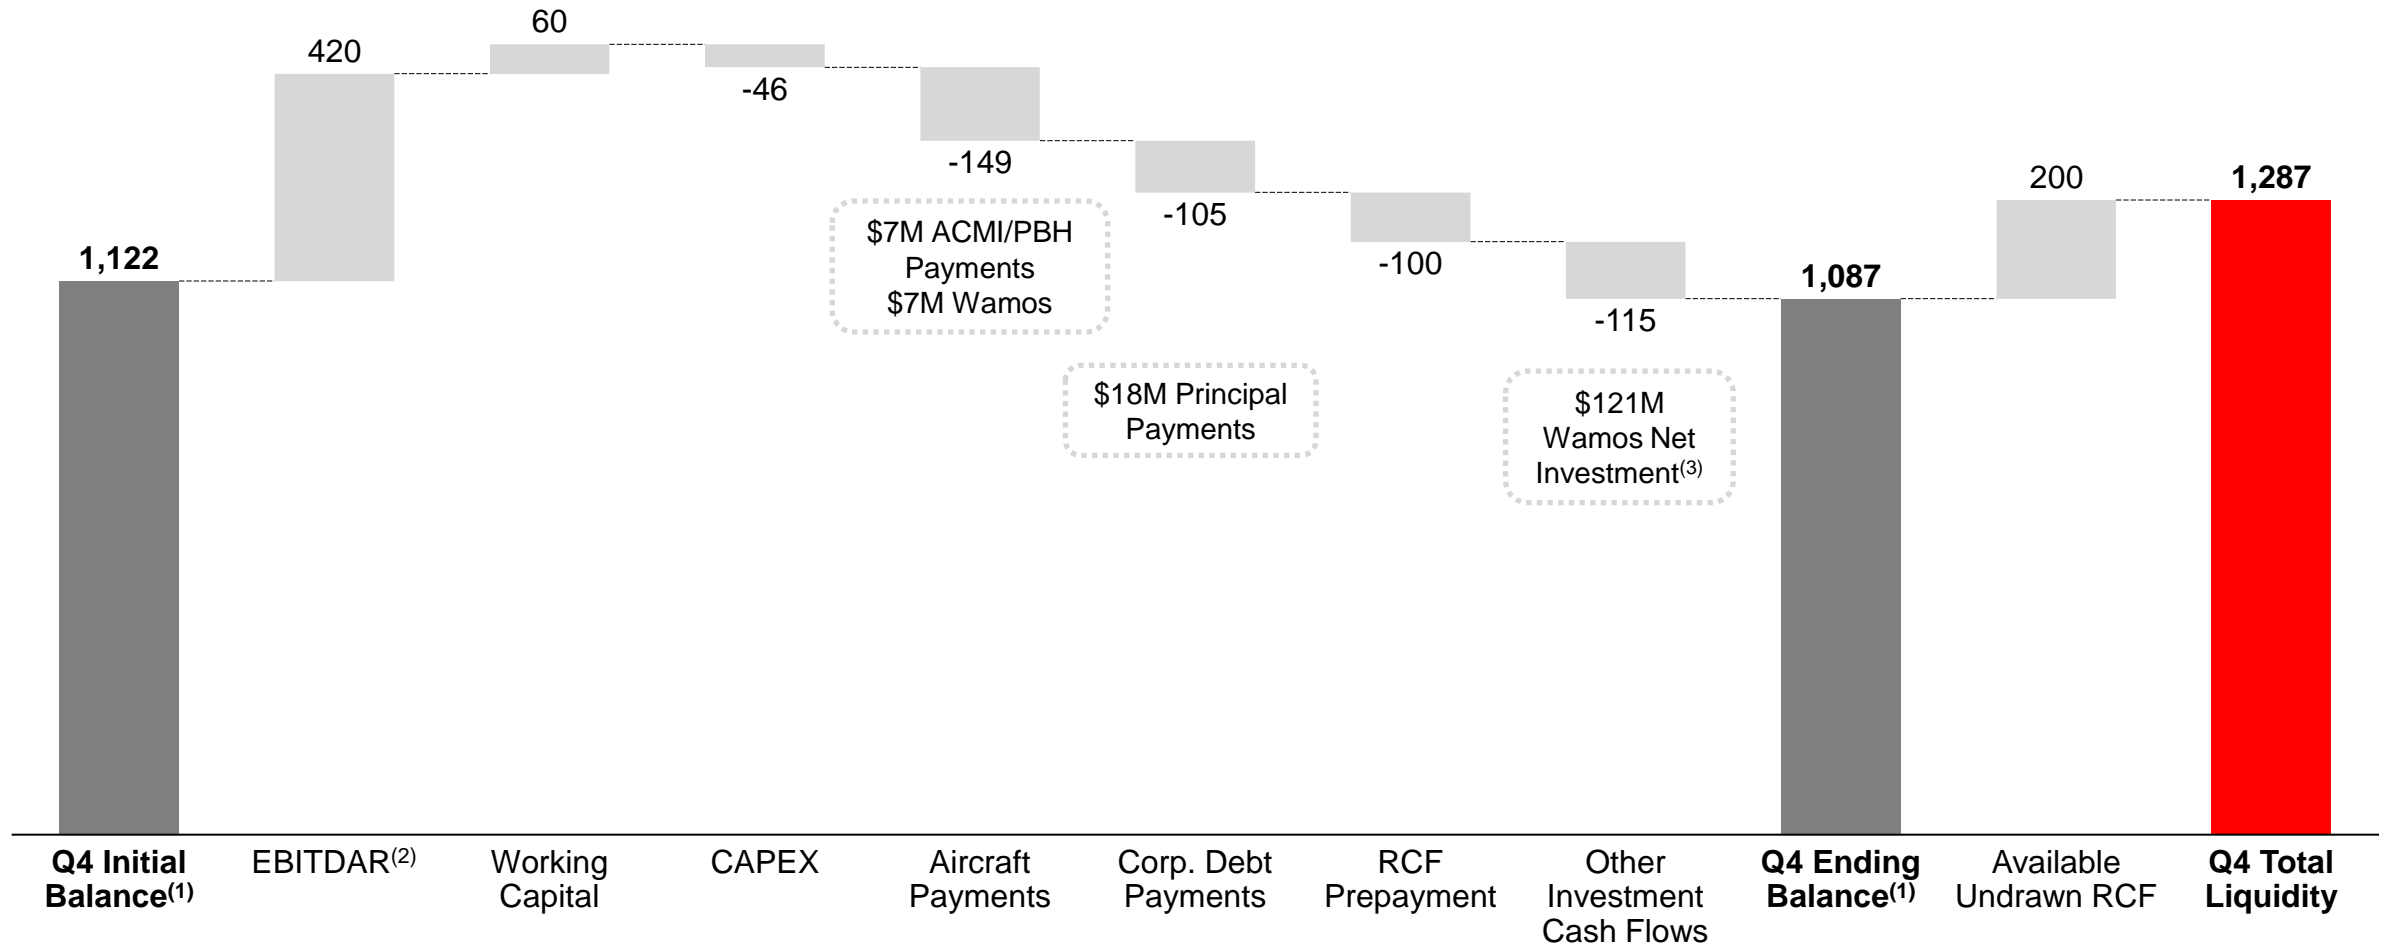 60
420
-46
-149
200
1,287
-105
$7M ACMI/PBH
Payments
$7M Wamos
1,122
-100
1,087
-115
$18M Principal
Payments
$121M
Wamos Net
Investment(3)
Q4 Initial
Balance(1)
EBITDAR(2)
Working
Capital
CAPEX
Aircraft
Payments
Corp. Debt
Payments
RCF
Prepayment
Other
Investment
Cash Flows
Q4 Ending
Balance(1)
Available
Undrawn RCF
Q4 Total
Liquidity